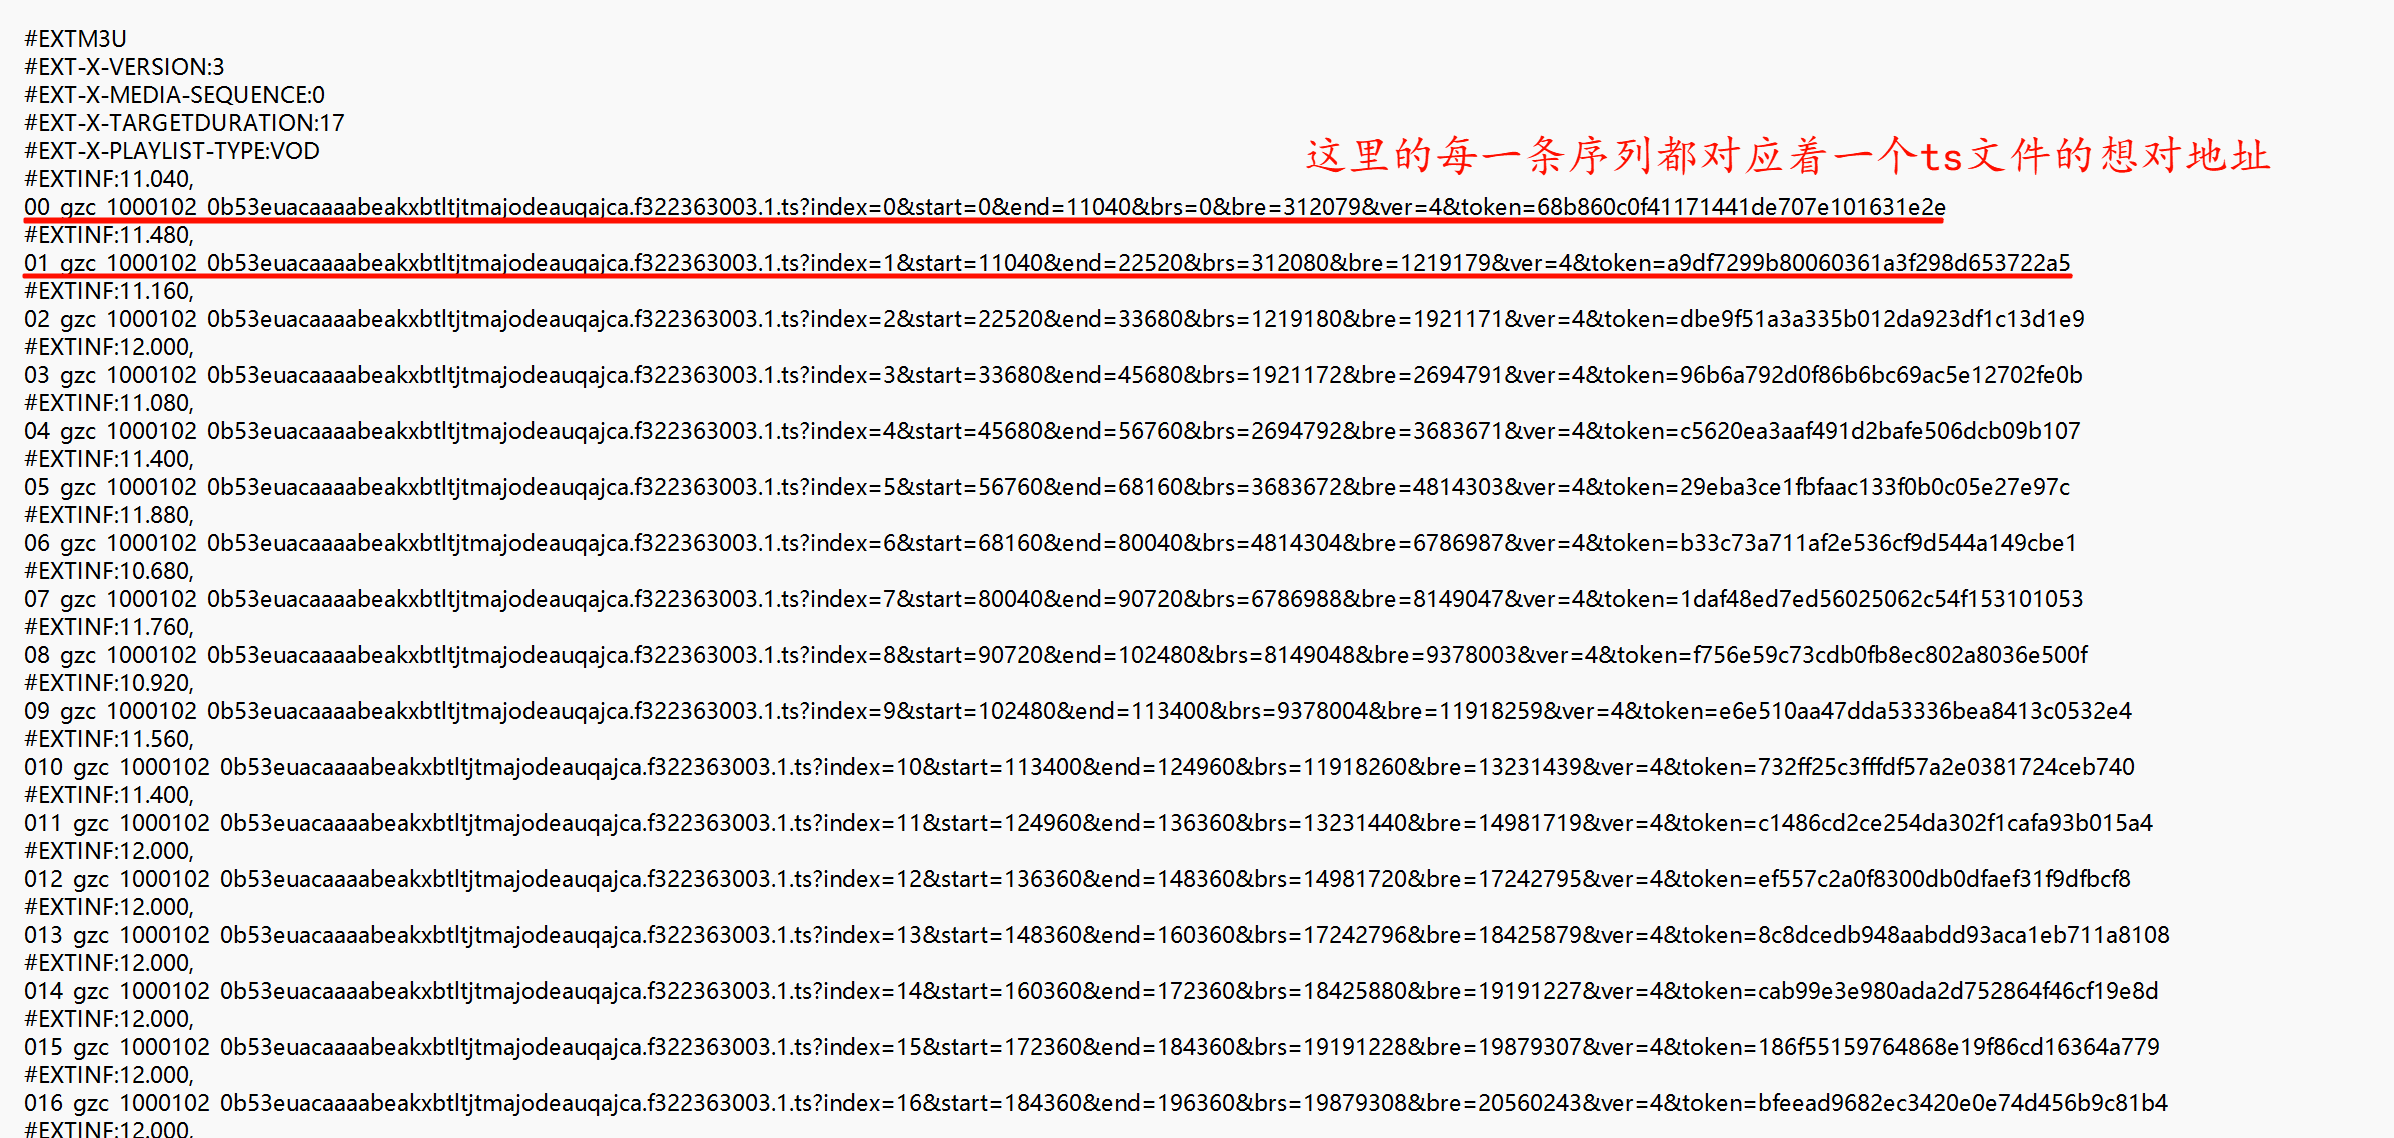 #EXTM3U
#EXT-X-VERSION:3
#EXT-X-MEDIA-SEQUENCE:0
#EXT-X-TARGETDURATION:17
#EXT-X-PLAYLIST-TYPE:VOD
这里的每一条序列都对应着一个ts文件的想对地址
#EXTINF:11.040,
00_gzc_1000102_0b53euacaaaabeakxbtltjtmajodeauqajca.f322363003.1.ts?index=0&start=0&end=11040&brs=0&bre=312079&ver=4&token=68b860c0f41171441de707e101631e2e
#EXTINF:11.480,
01_gzc_1000102_0b53euacaaaabeakxbtltjtmajodeauqajca.f322363003.1.ts?index=1&start=11040&end=22520&brs=312080&bre=1219179&ver=4&token=a9df7299b80060361a3f298d653722a5
#EXTINF:11.160,
02_gzc_1000102_0b53euacaaaabeakxbtltjtmajodeauqajca.f322363003.1.ts?index=2&start=22520&end=33680&brs=1219180&bre=1921171&ver=4&token=dbe9f51a3a335b012da923df1c13d1e9
#EXTINF:12.000,
03_gzc_1000102_0b53euacaaaabeakxbtltjtmajodeauqajca.f322363003.1.ts?index=3&start=33680&end=45680&brs=1921172&bre=2694791&ver=4&token=96b6a792d0f86b6bc69ac5e12702fe0b
#EXTINF:11.080,
04_gzc_1000102_0b53euacaaaabeakxbtltjtmajodeauqajca.f322363003.1.ts?index=4&start=45680&end=56760&brs=2694792&bre=3683671&ver=4&token=c5620ea3aaf491d2bafe506dcb09b107
#EXTINF:11.400,
05_gzc_1000102_0b53euacaaaabeakxbtltjtmajodeauqajca.f322363003.1.ts?index=5&start=56760&end=68160&brs=3683672&bre=4814303&ver=4&token=29eba3ce1fbfaac133f0b0c05e27e97c
#EXTINF:11.880,
06_gzc_1000102_0b53euacaaaabeakxbtltjtmajodeauqajca.f322363003.1.ts?index=6&start=68160&end=80040&brs=4814304&bre=6786987&ver=4&token=b33c73a711af2e536cf9d544a149cbe1
#EXTINF:10.680,
07_gzc_1000102_0b53euacaaaabeakxbtltjtmajodeauqajca.f322363003.1.ts?index=7&start=80040&end=90720&brs=6786988&bre=8149047&ver=4&token=1daf48ed7ed56025062c54f153101053
#EXTINF:11.760,
08_gzc_1000102_0b53euacaaaabeakxbtltjtmajodeauqajca.f322363003.1.ts?index=8&start=90720&end=102480&brs=8149048&bre=9378003&ver=4&token=f756e59c73cdb0fb8ec802a8036e500f
#EXTINF:10.920,
09_gzc_1000102_0b53euacaaaabeakxbtltjtmajodeauqajca.f322363003.1.ts?index=9&start=102480&end=113400&brs=9378004&bre=11918259&ver=4&token=e6e510aa47dda53336bea8413c0532e4
#EXTINF:11.560,
010_gzc_1000102_0b53euacaaaabeakxbtltjtmajodeauqajca.f322363003.1.ts?index=10&start=113400&end=124960&brs=11918260&bre=13231439&ver=4&token=732ff25c3fffdf57a2e0381724ceb740
#EXTINF:11.400,
011_gzc_1000102_0b53euacaaaabeakxbtltjtmajodeauqajca.f322363003.1.ts?index=11&start=124960&end=136360&brs=13231440&bre=14981719&ver=4&token=c1486cd2ce254da302f1cafa93b015a4
#EXTINF:12.000,
012_gzc_1000102_0b53euacaaaabeakxbtltjtmajodeauqajca.f322363003.1.ts?index=12&start=136360&end=148360&brs=14981720&bre=17242795&ver=4&token=ef557c2a0f8300db0dfaef31f9dfbcf8
#EXTINF:12.000,
013_gzc_1000102_0b53euacaaaabeakxbtltjtmajodeauqajca.f322363003.1.ts?index=13&start=148360&end=160360&brs=17242796&bre=18425879&ver=4&token=8c8dcedb948aabdd93aca1eb711a8108
#EXTINF:12.000,
014_gzc_1000102_0b53euacaaaabeakxbtltjtmajodeauqajca.f322363003.1.ts?index=14&start=160360&end=172360&brs=18425880&bre=19191227&ver=4&token=cab99e3e980ada2d752864f46cf19e8d
#EXTINF:12.000,
015_gzc_1000102_0b53euacaaaabeakxbtltjtmajodeauqajca.f322363003.1.ts?index=15&start=172360&end=184360&brs=19191228&bre=19879307&ver=4&token=186f55159764868e19f86cd16364a779
#EXTINF:12.000,
016_gzc_1000102_0b53euacaaaabeakxbtltjtmajodeauqajca.f322363003.1.ts?index=16&start=184360&end=196360&brs=19879308&bre=20560243&ver=4&token=bfeead9682ec3420e0e74d456b9c81b4
#EXTINF:12.000,